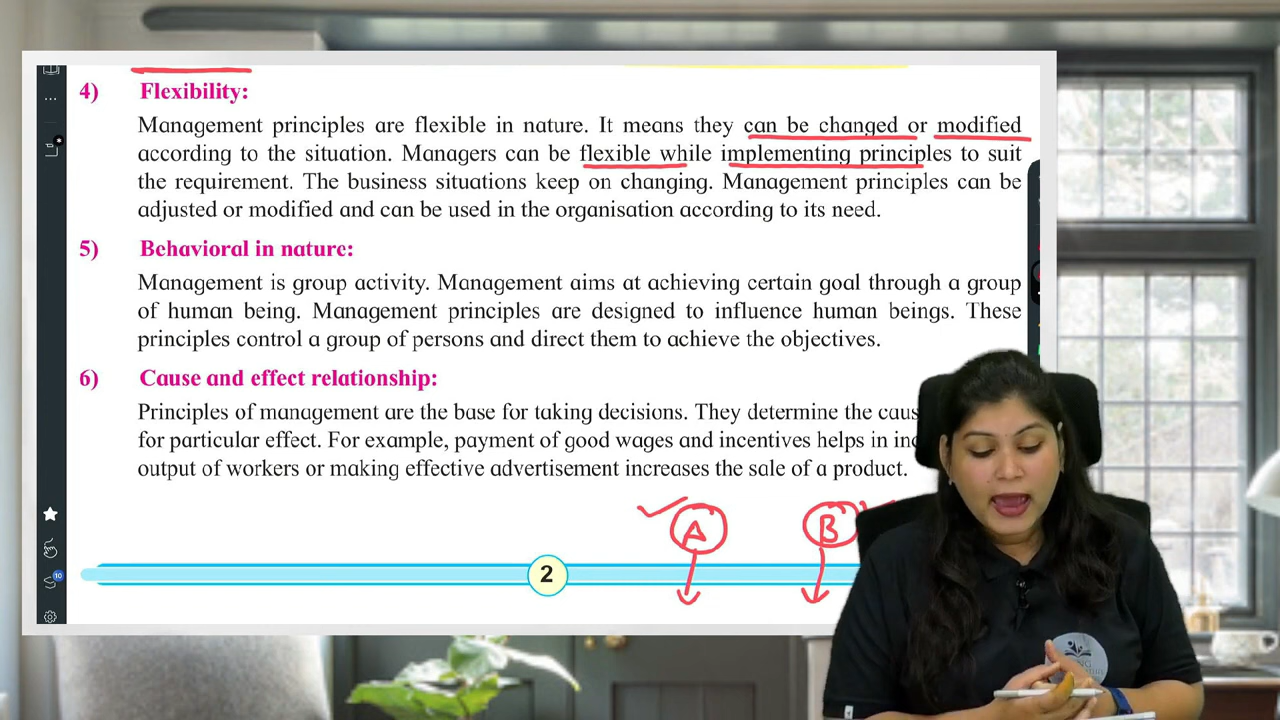 4) Flexibility:
Management principles are flexible in nature. It means they can be changed or modified
according to the situation. Managers can be flexible while implementing principles to suit
the requirement. The business situations keep on changing. Management principles can be
adjusted or modified and can be used in the organisation according to its need.
5) Behavioral in nature:
Management is group activity. Management aims at achieving certain goal through a group
of human being. Management principles are designed to influence human beings. These
principles control a group of persons and direct them to achieve the objectives.
6) Cause and effect relationship:
Principles of management are the base for taking decisions. They determine the
for particular effect. For example, payment of good wages and incentives helps in
output of workers or making effective advertisement increases the sale of a product.
A B
2
10